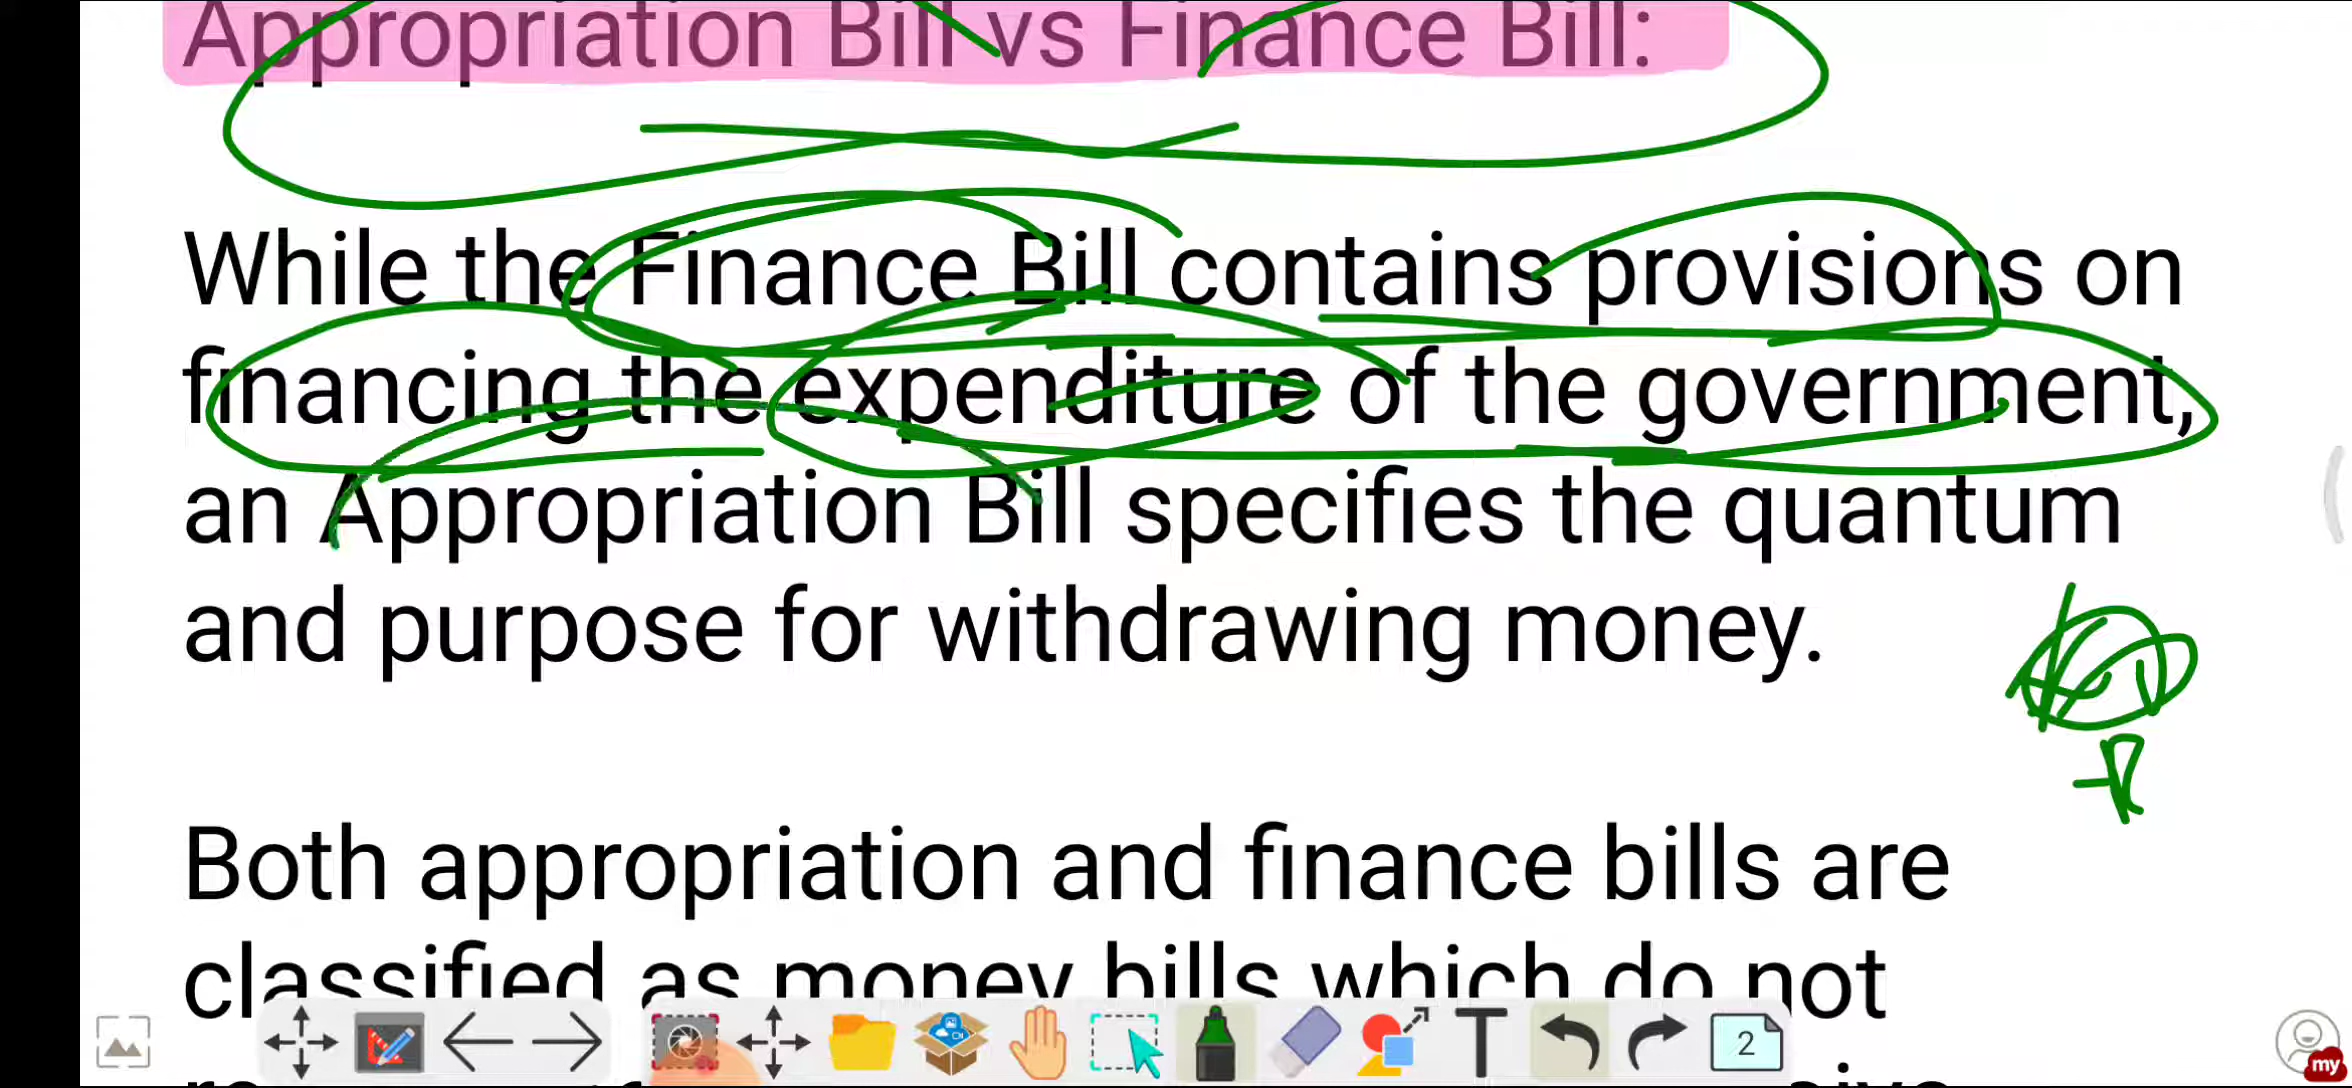 Appropriation Bill vs Finance Bill:
While the Finance Bill contains provisions on
financing the expenditure of the government,
an Appropriation Bill specifies the quantum
and purpose for withdrawing money.
Both appropriation and finance bills are
classified as money bills which do not
T
2
my